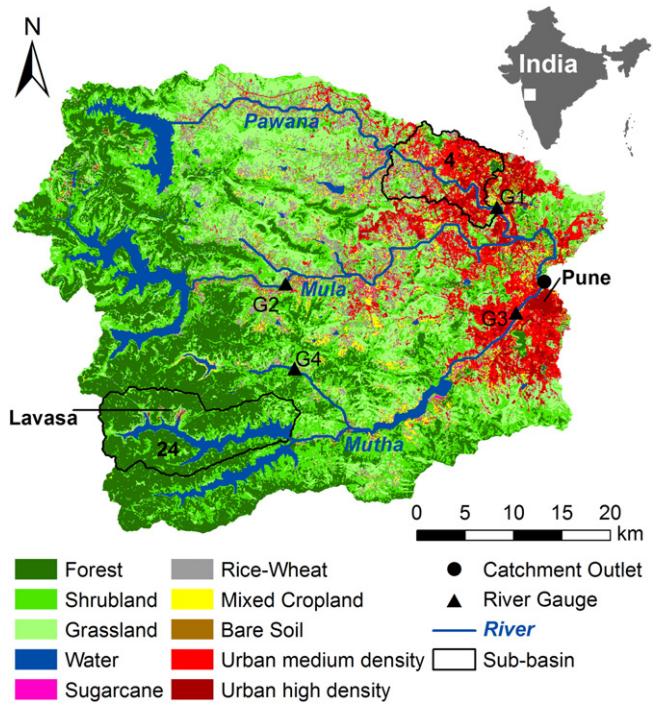 N
India
Pawana
4
G1
Pune
G2
Mula
G3
G4
Lavasa
24
Mutha
0 5 10 15 20
km
Forest
Shrubland
Grassland
Water
Sugarcane
Rice-Wheat
Mixed Cropland
Bare Soil
Urban medium density
Urban high density
Catchment Outlet
River Gauge
River
Sub-basin